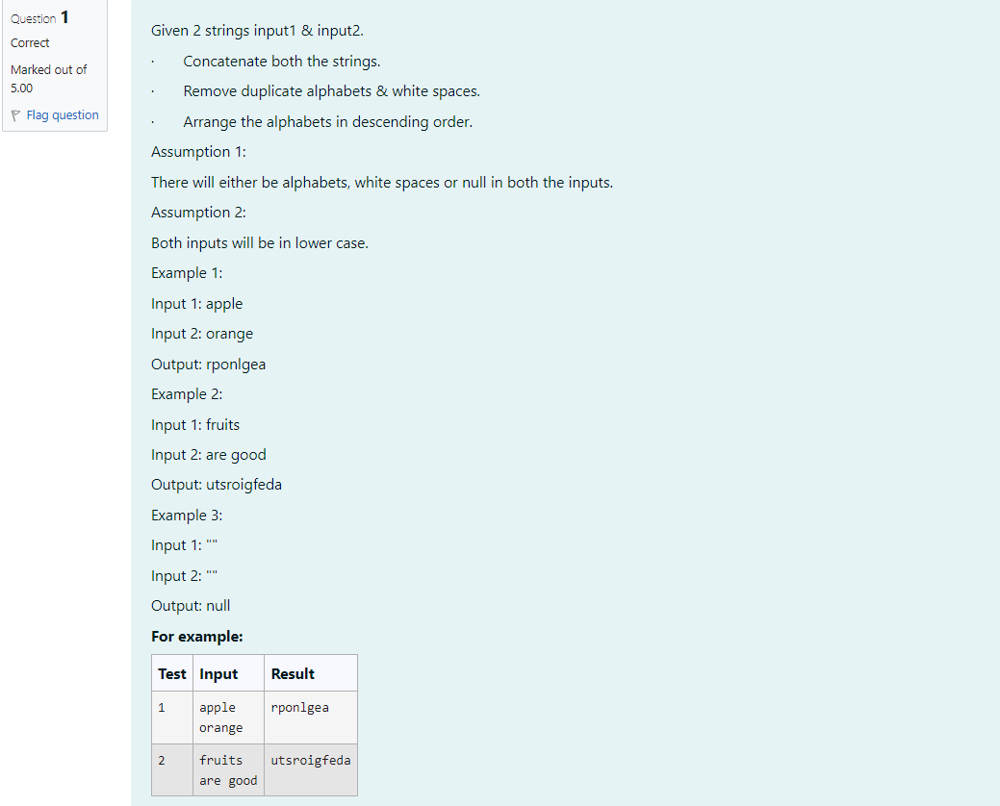 Question 1
Correct
Marked out of
5.00
Flag question
Given 2 strings input1 & input2.
· Concatenate both the strings.
· Remove duplicate alphabets & white spaces.
· Arrange the alphabets in descending order.
Assumption 1:
There will either be alphabets, white spaces or null in both the inputs.
Assumption 2:
Both inputs will be in lower case.
Example 1:
Input 1: apple
Input 2: orange
Output: rponlgea
Example 2:
Input 1: fruits
Input 2: are good
Output: utsroigfeda
Example 3:
Input 1: ""
Input 2: ""
Output: null
For example:
Test Input Result
1 apple rponlgea
orange
2 fruits utsroigfeda
are good